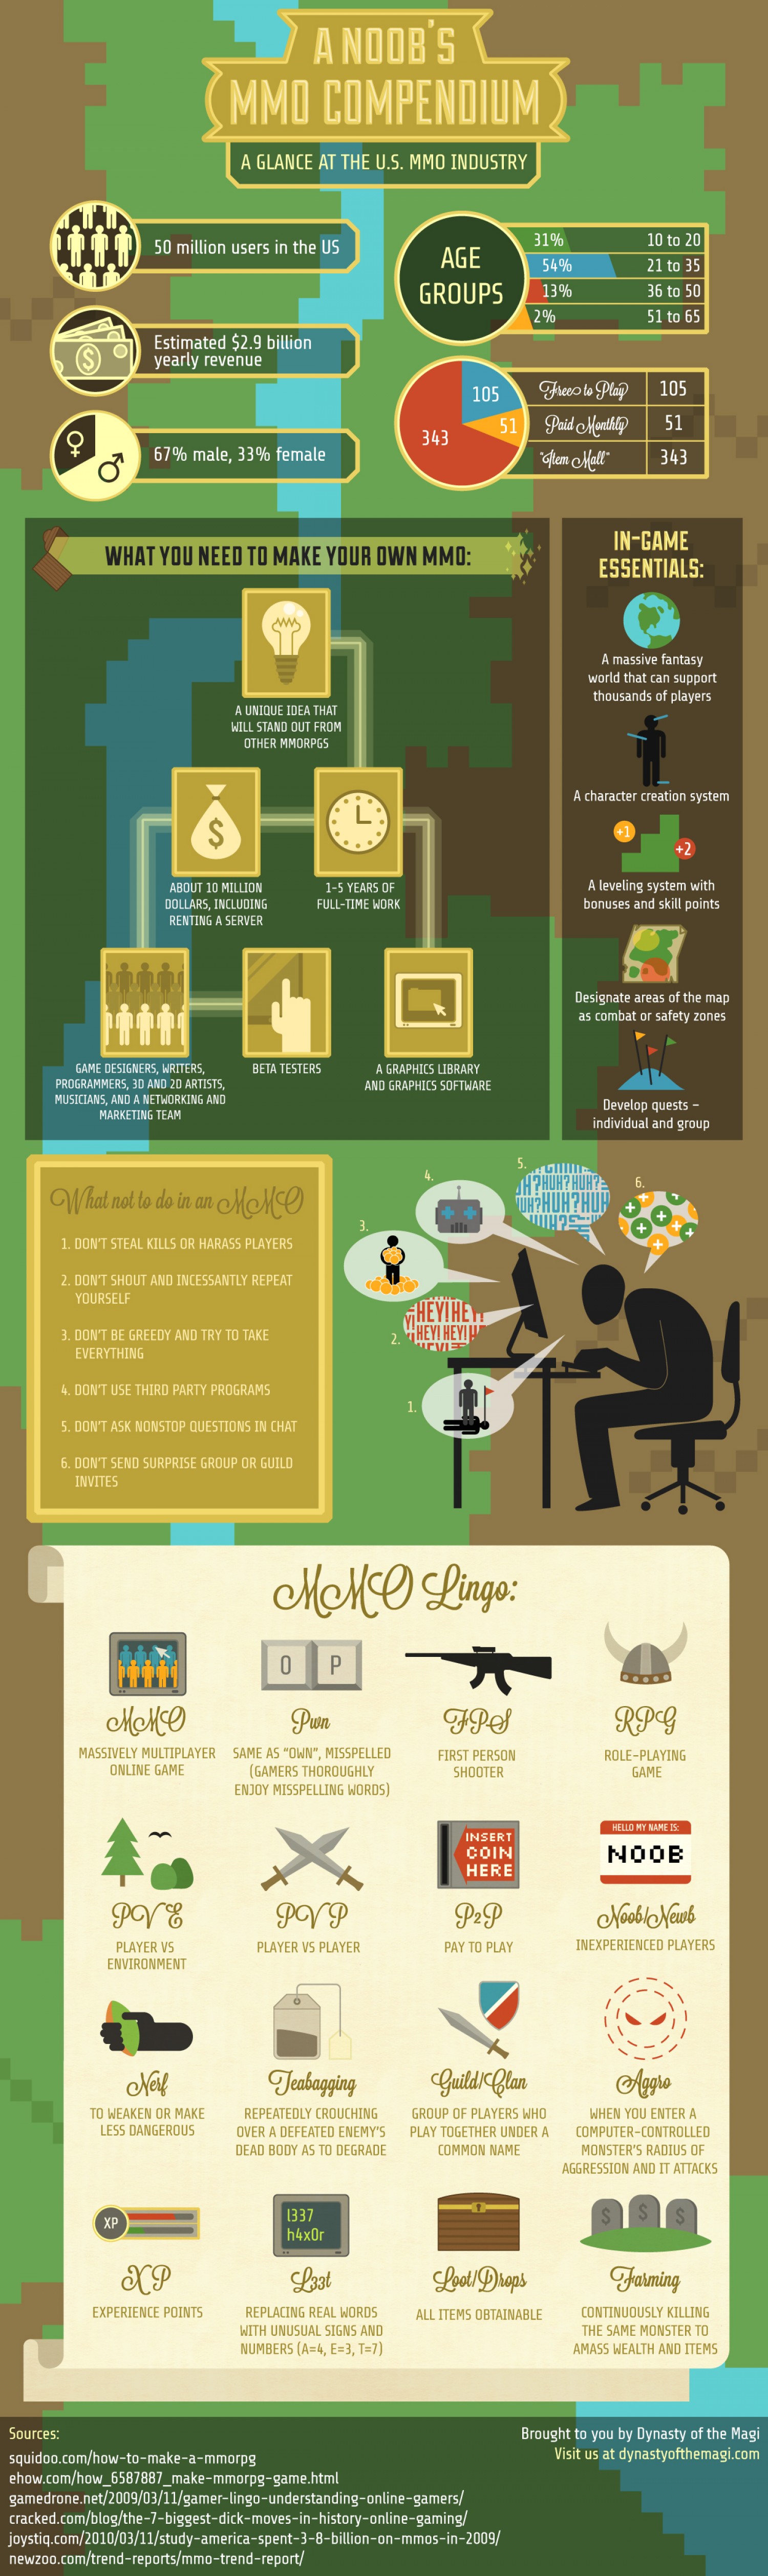 A NOOB'S
MMO COMPENDIUM
A GLANCE AT THE U.S. MMO INDUSTRY
50 million users in the US
Estimated $2.9 billion
yearly revenue
67% male, 33% female
AGE
GROUPS
31% 10 to 20
54% 21 to 35
13% 36 to 50
2% 51 to 65
105
51
343
Free to Play 105
Paid Monthly 51
"Item Mall" 343
WHAT YOU NEED TO MAKE YOUR OWN MMO:
A UNIQUE IDEA THAT
WILL STAND OUT FROM
OTHER MMORPGS
$
ABOUT 10 MILLION
DOLLARS, INCLUDING
RENTING A SERVER
1-5 YEARS OF
FULL-TIME WORK
GAME DESIGNERS, WRITERS,
PROGRAMMERS, 3D AND 2D ARTISTS,
MUSICIANS, AND A NETWORKING AND
MARKETING TEAM
BETA TESTERS
A GRAPHICS LIBRARY
AND GRAPHICS SOFTWARE
IN-GAME
ESSENTIALS:
A massive fantasy
world that can support
thousands of players
A character creation system
+1
+2
A leveling system with
bonuses and skill points
Designate areas of the map
as combat or safety zones
Develop quests –
individual and group
What not to do in an MMO
1. DON'T STEAL KILLS OR HARASS PLAYERS
2. DON'T SHOUT AND INCESSANTLY REPEAT
YOURSELF
3. DON'T BE GREEDY AND TRY TO TAKE
EVERYTHING
4. DON'T USE THIRD PARTY PROGRAMS
5. DON'T ASK NONSTOP QUESTIONS IN CHAT
6. DON'T SEND SURPRISE GROUP OR GUILD
INVITES
5.
4.
6.
3.
2.
1.
MMO Lingo:
MMO
MASSIVELY MULTIPLAYER
ONLINE GAME
O P
Pwn
SAME AS "OWN", MISSPELLED
(GAMERS THOROUGHLY
ENJOY MISSPELLING WORDS)
FPS
FIRST PERSON
SHOOTER
RPG
ROLE-PLAYING
GAME
PVE
PLAYER VS
ENVIRONMENT
PVP
PLAYER VS PLAYER
INSERT
COIN
HERE
P2P
PAY TO PLAY
HELLO MY NAME IS:
NOOB
Noob/Newb
INEXPERIENCED PLAYERS
Nerf
TO WEAKEN OR MAKE
LESS DANGEROUS
Teabagging
REPEATEDLY CROUCHING
OVER A DEFEATED ENEMY'S
DEAD BODY AS TO DEGRADE
Guild/Clan
GROUP OF PLAYERS WHO
PLAY TOGETHER UNDER A
COMMON NAME
Aggro
WHEN YOU ENTER A
COMPUTER-CONTROLLED
MONSTER'S RADIUS OF
AGGRESSION AND IT ATTACKS
XP
XP
EXPERIENCE POINTS
l337
h4x0r
L33t
REPLACING REAL WORDS
WITH UNUSUAL SIGNS AND
NUMBERS (A=4, E=3, T=7)
Loot/Drops
ALL ITEMS OBTAINABLE
$ $ $
Farming
CONTINUOUSLY KILLING
THE SAME MONSTER TO
AMASS WEALTH AND ITEMS
Sources:
squidoo.com/how-to-make-a-mmorpg
ehow.com/how_6587887_make-mmorpg-game.html
gamedrone.net/2009/03/11/gamer-lingo-understanding-online-gamers/
cracked.com/blog/the-7-biggest-dick-moves-in-history-online-gaming/
joystiq.com/2010/03/11/study-america-spent-3-8-billion-on-mmos-in-2009/
newzoo.com/trend-reports/mmo-trend-report/
Brought to you by Dynasty of the Magi
Visit us at dynastyofthemagi.com